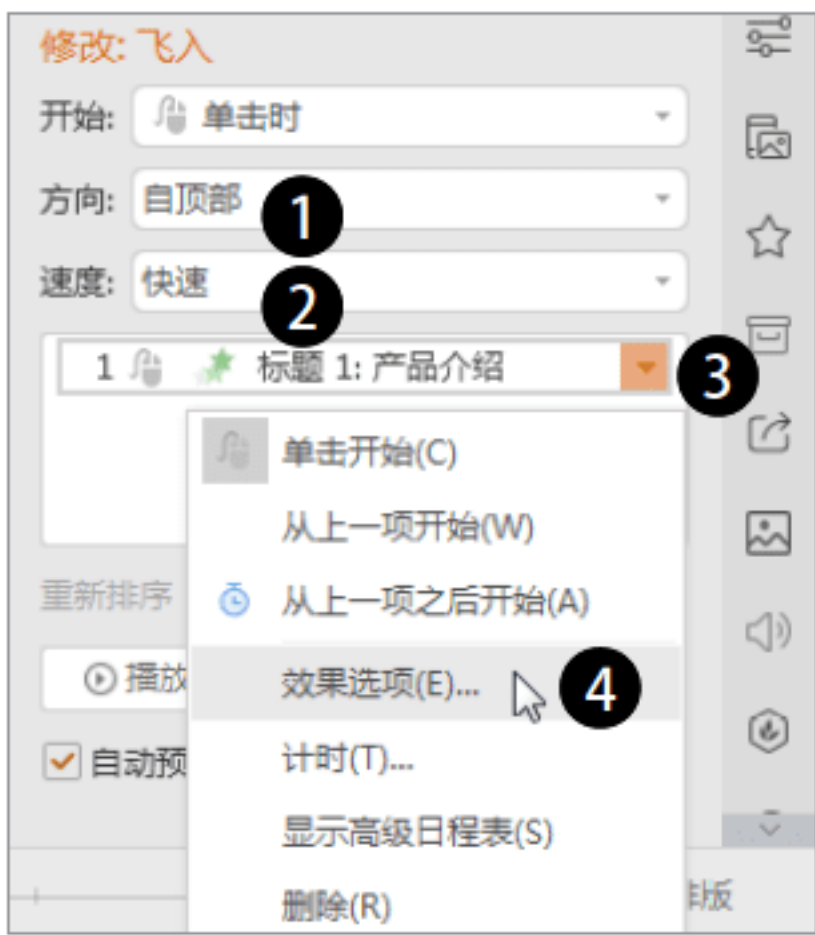 修改: 飞入
开始: 单击时
方向: 自顶部 1
速度: 快速 2
1 标题 1: 产品介绍 3
单击开始(C)
从上一项开始(W)
重新排序 从上一项之后开始(A)
播放 效果选项(E)... 4
自动预 计时(T)...
显示高级日程表(S)
删除(R) 排版